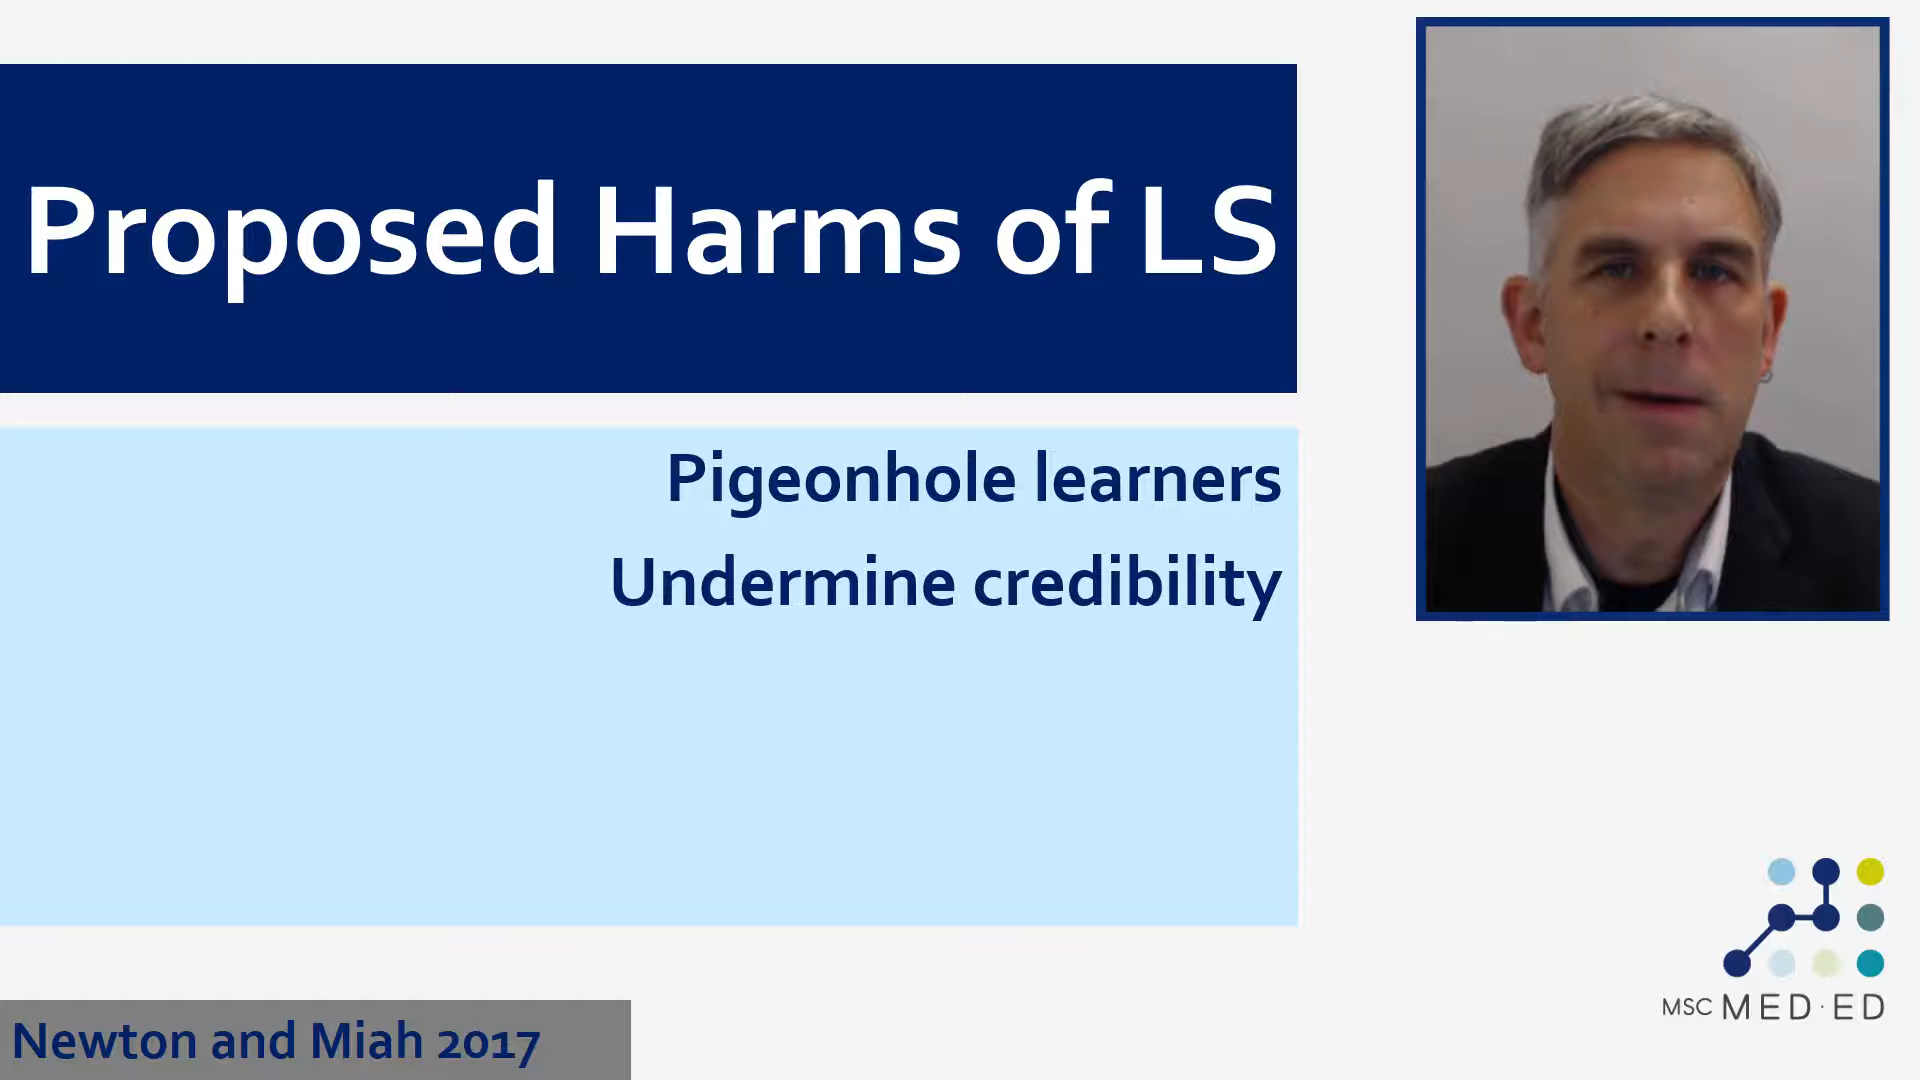 Proposed Harms of LS
Pigeonhole learners
Undermine credibility
Newton and Miah 2017
MSC MED·ED